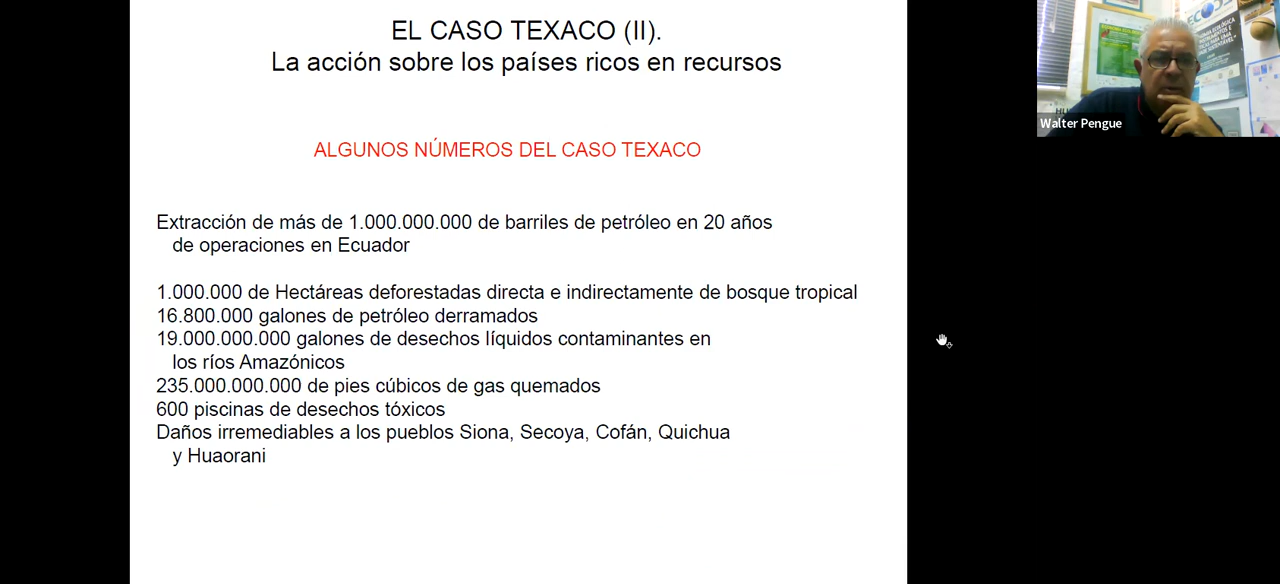 EL CASO TEXACO (II).
La acción sobre los países ricos en recursos
ALGUNOS NÚMEROS DEL CASO TEXACO
Extracción de más de 1.000.000.000 de barriles de petróleo en 20 años
de operaciones en Ecuador
1.000.000 de Hectáreas deforestadas directa e indirectamente de bosque tropical
16.800.000 galones de petróleo derramados
19.000.000.000 galones de desechos líquidos contaminantes en
los ríos Amazónicos
235.000.000.000 de pies cúbicos de gas quemados
600 piscinas de desechos tóxicos
Daños irremediables a los pueblos Siona, Secoya, Cofán, Quichua
y Huaorani
Walter Pengue